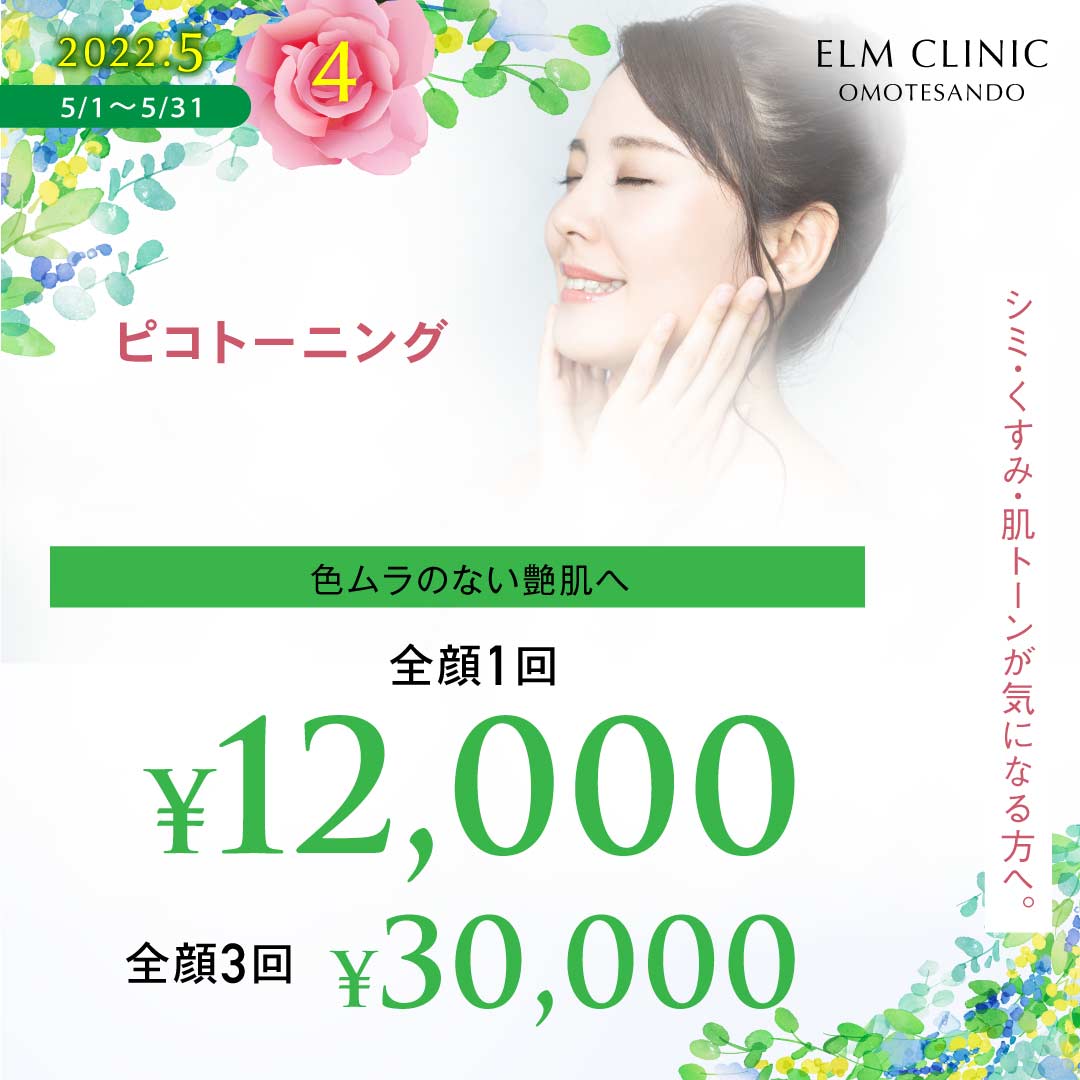 2022.5
5/1〜5/31
4
ELM CLINIC
OMOTESANDO
ピコトーニング
シミ・くすみ・肌トーンが気になる方へ。
色ムラのない艶肌へ
全顔1回
¥12,000
全顔3回 ¥30,000